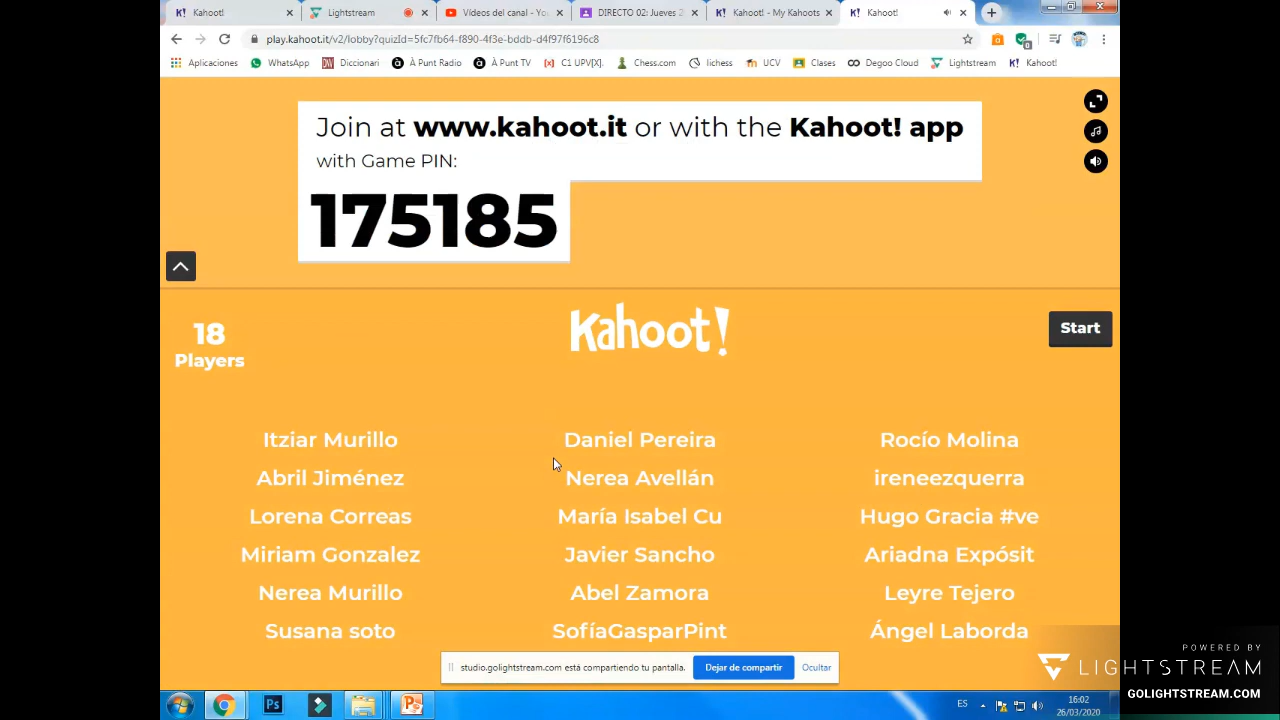 Kahoot!
Lightstream
Vídeos del canal - Yo
DIRECTO 02: Jueves 2
Kahoot! - My Kahoots
Kahoot!
play.kahoot.it/v2/lobby?quizId=5fc7fb64-f890-4f3e-bddb-d4f97f6196c8
Aplicaciones
WhatsApp
Diccionari
À Punt Radio
À Punt TV
C1 UPV[X].
Chess.com
lichess
UCV
Clases
Degoo Cloud
Lightstream
Kahoot!
Join at www.kahoot.it or with the Kahoot! app
with Game PIN:
175185
18
Players
Kahoot!
Start
Itziar Murillo
Daniel Pereira
Rocío Molina
Abril Jiménez
Nerea Avellán
ireneezquerra
Lorena Correas
María Isabel Cu
Hugo Gracia #ve
Miriam Gonzalez
Javier Sancho
Ariadna Expósit
Nerea Murillo
Abel Zamora
Leyre Tejero
Susana soto
SofíaGasparPint
Ángel Laborda
studio.golightstream.com está compartiendo tu pantalla.
Dejar de compartir
Ocultar
POWERED BY
LIGHTSTREAM
GOLIGHTSTREAM.COM
ES
16:02
26/03/2020